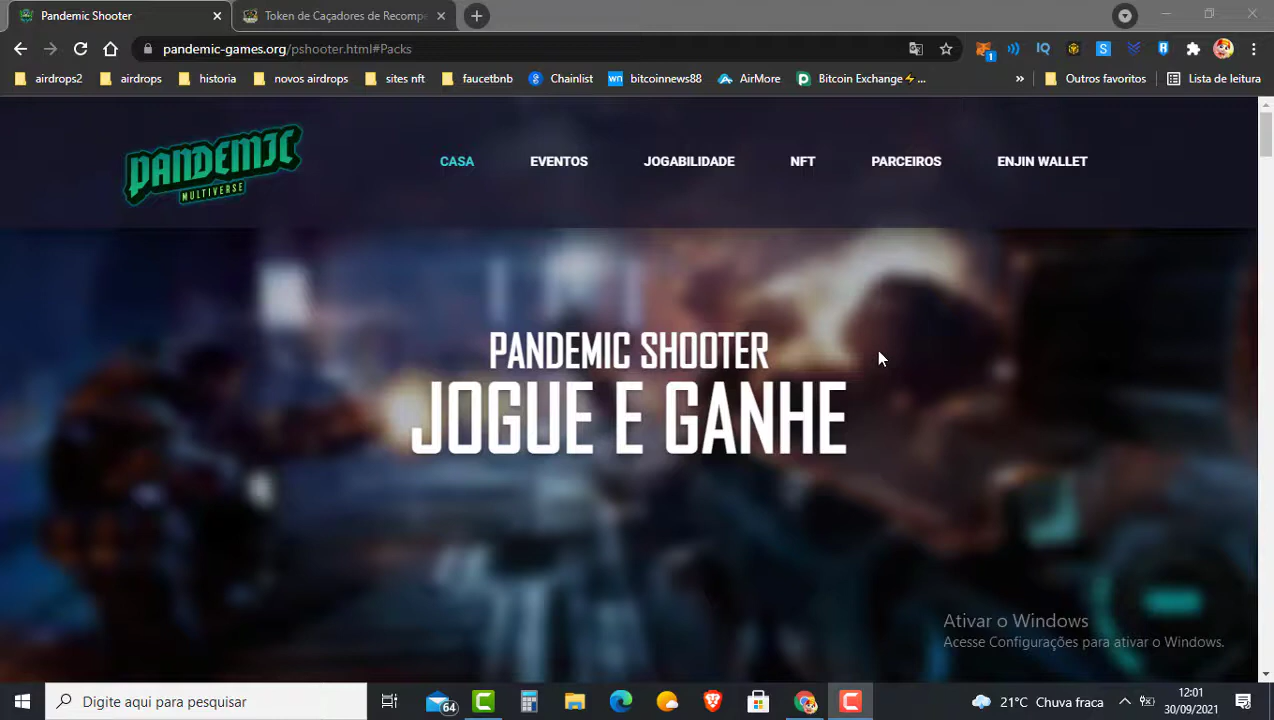 Pandemic Shooter
Token de Caçadores de Recompe
pandemic-games.org/pshooter.html#Packs
1
IQ
S
airdrops2
airdrops
historia
novos airdrops
sites nft
faucetbnb
Chainlist
wn bitcoinnews88
AirMore
Bitcoin Exchange⚡...
»
Outros favoritos
Lista de leitura
PANDEMIC
MULTIVERSE
CASA
EVENTOS
JOGABILIDADE
NFT
PARCEIROS
ENJIN WALLET
PANDEMIC SHOOTER
JOGUE E GANHE
Ativar o Windows
Acesse Configurações para ativar o Windows.
Digite aqui para pesquisar
64
21°C Chuva fraca
12:01
30/09/2021